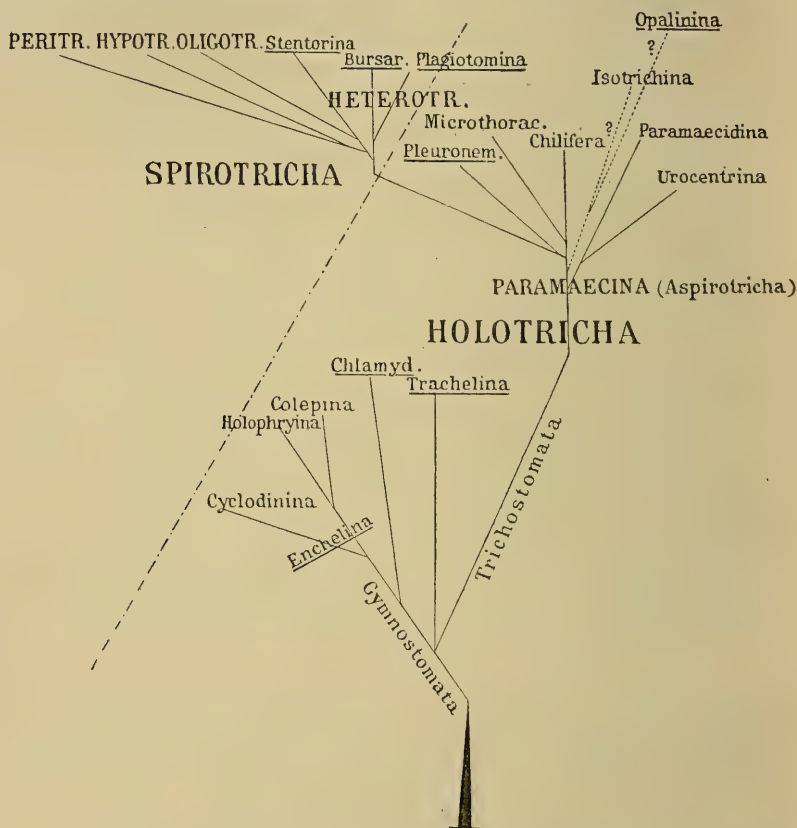 Opalinina
?
PERITR. HYPOTR. OLIGOTR. Stentorina
Bursar. Plagiotomina
Isotrichina
HETEROTR.
Microthorac.
Chilifera
?
Paramaecidina
Pleuronem.
SPIROTRICHA
Urocentrina
PARAMAECINA (Aspirotricha)
HOLOTRICHA
Chlamyd.
Trachelina
Colepina
Holophryina
Cyclodinina
Enchelina
Trichostomata
Gymnostomata